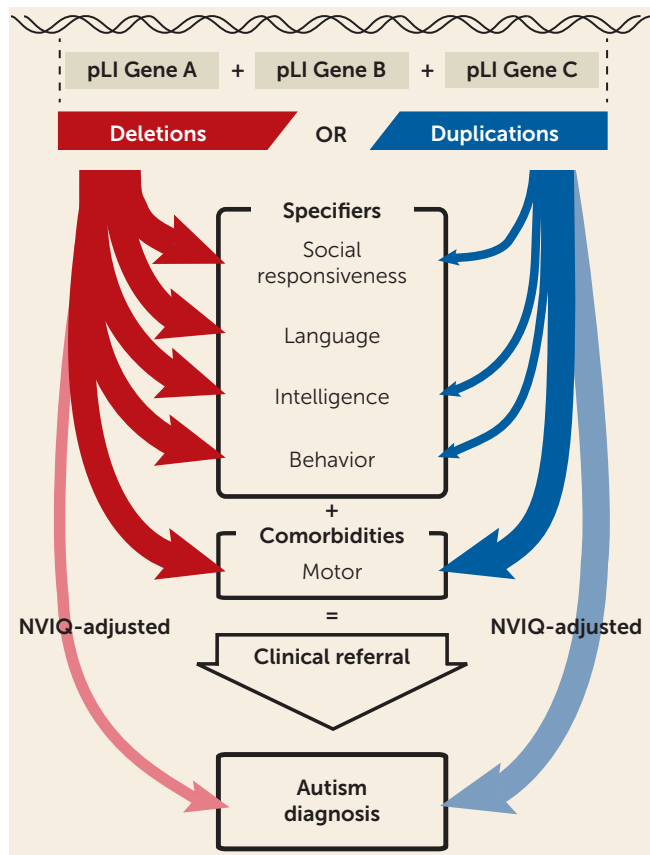 pLI Gene A + pLI Gene B + pLI Gene C
Deletions OR Duplications
Specifiers
Social
responsiveness
Language
Intelligence
Behavior
+
Comorbidities
Motor
=
NVIQ-adjusted
NVIQ-adjusted
Clinical referral
Autism
diagnosis